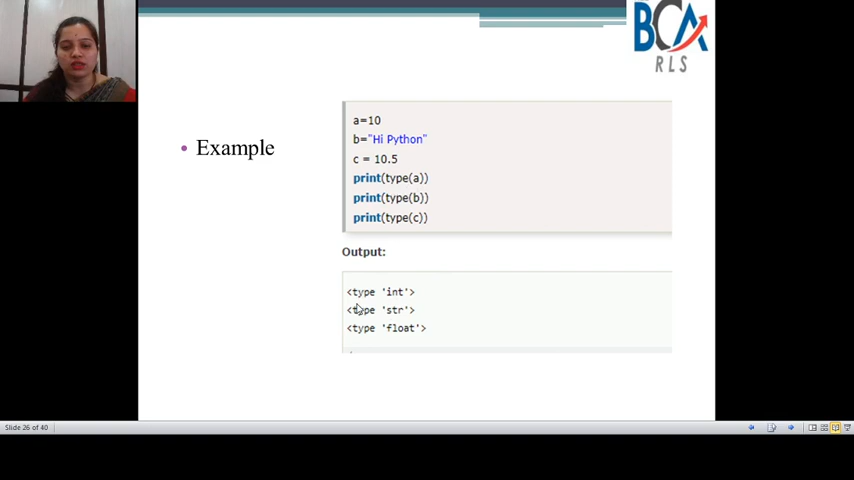 BCA
RLS
• Example
a=10
b="Hi Python"
c = 10.5
print(type(a))
print(type(b))
print(type(c))
Output:
<type 'int'>
<type 'str'>
<type 'float'>
Slide 26 of 40